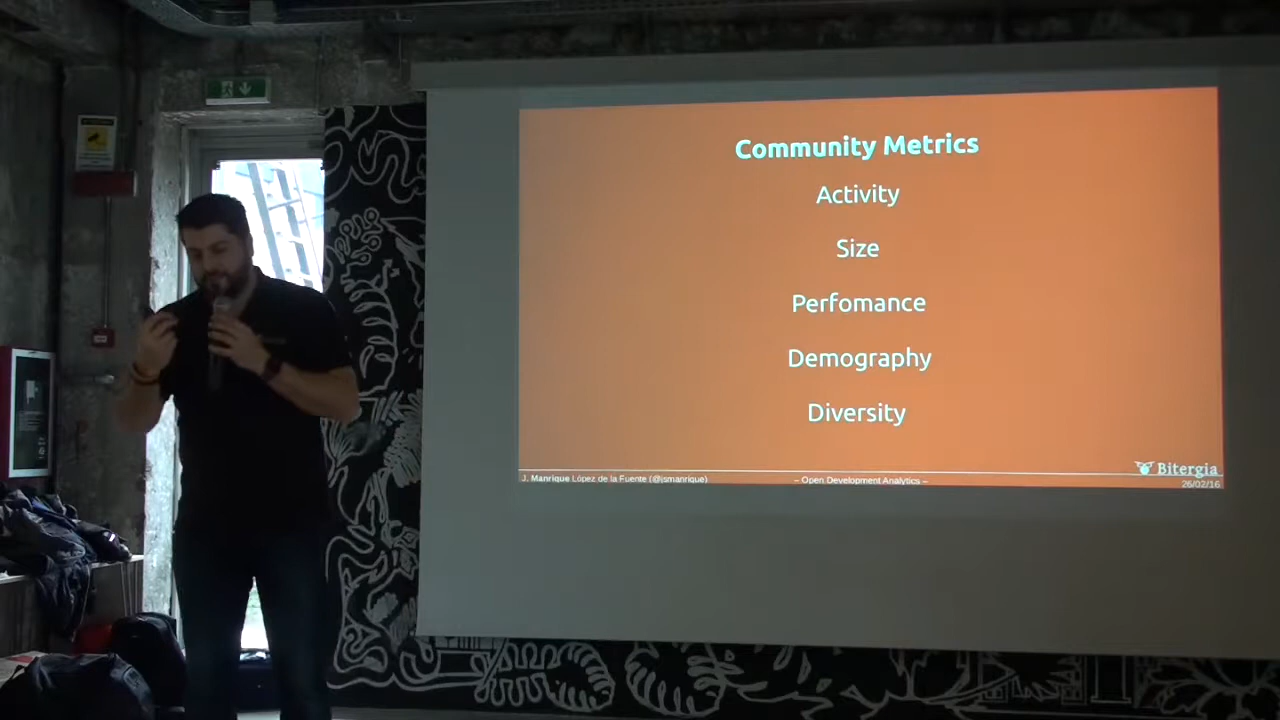 Community Metrics
Activity
Size
Perfomance
Demography
Diversity
Bitergia
J. Manrique López de la Fuente (@jsmanrique)
– Open Development Analytics –
26/02/16